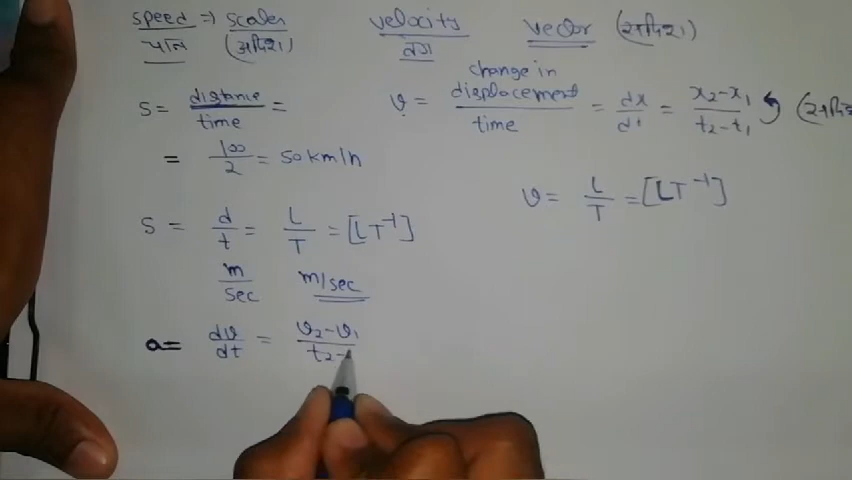 speed => scaler velocity vector (सदिश)
चाल (अदिश) वेग
S = distance / time = v = change in displacement / time = dx / dt = x₂-x₁ / t₂-t₁
= 100 / 2 = 50 km/h v = L / T = [LT⁻¹]
S = d / t = L / T = [LT⁻¹]
m / sec m/sec
a = dv / dt = v₂-v₁ / t₂-